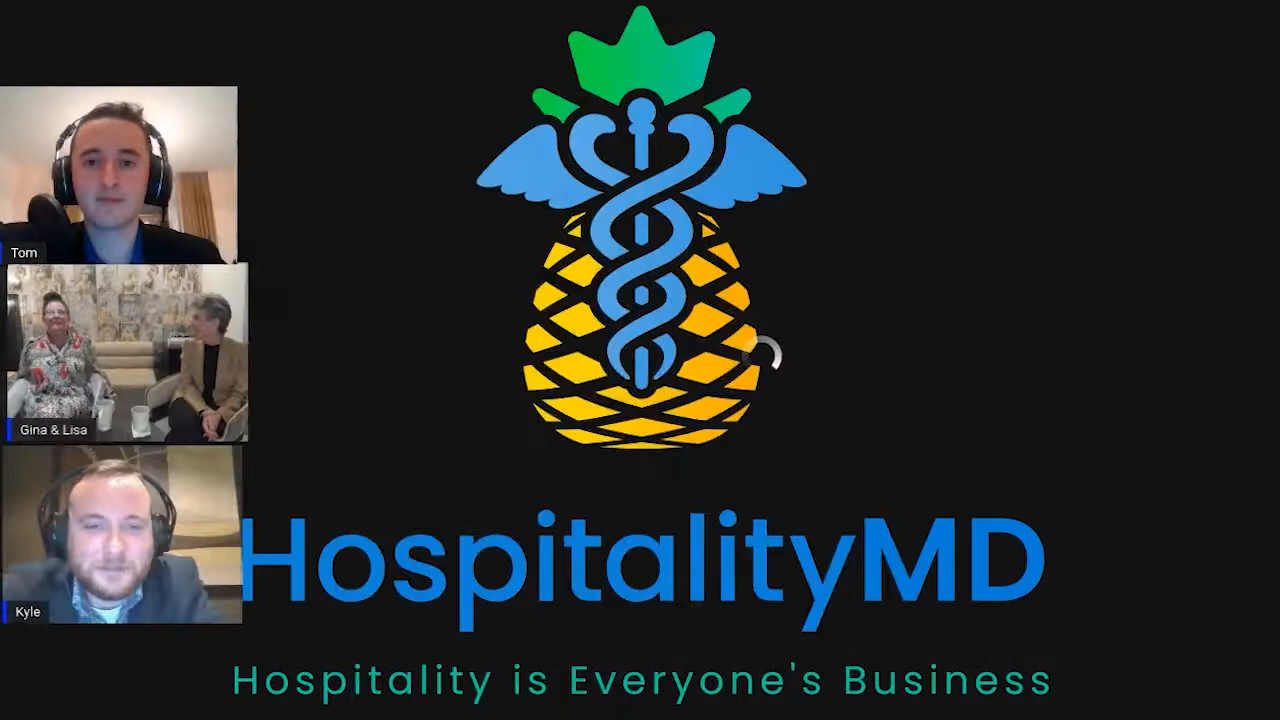 Tom
Gina & Lisa
Kyle
HospitalityMD
Hospitality is Everyone's Business